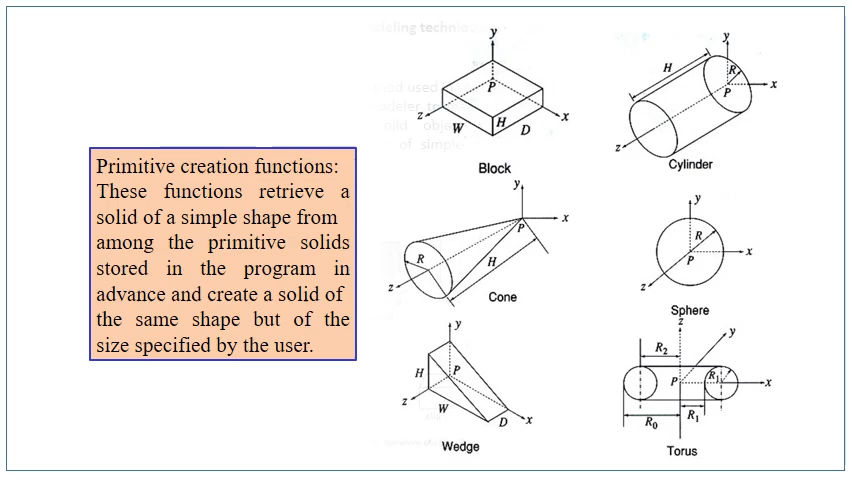 Primitive creation functions:
These functions retrieve a
solid of a simple shape from
among the primitive solids
stored in the program in
advance and create a solid of
the same shape but of the
size specified by the user.
y
P
z
x
W
H
D
Block
y
H
R
P
x
z
Cylinder
y
x
P
R
H
z
Cone
y
R
P
x
z
Sphere
y
H
P
z
W
D
x
Wedge
z
y
R2
P
R1
x
R0
R1
Torus